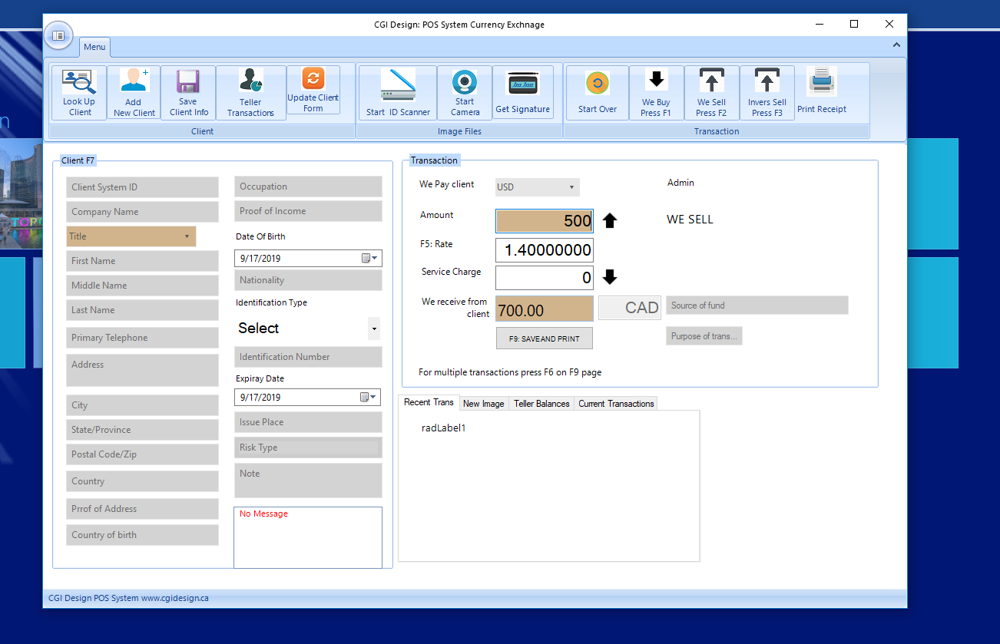 CGI Design: POS System Currency Exchnage
Menu
Look Up
Client
Add
New Client
Save
Client Info
Teller
Transactions
Update Client
Form
Client
Start ID Scanner
Start
Camera
Get Signature
Image Files
Start Over
We Buy
Press F1
We Sell
Press F2
Invers Sell
Press F3
Print Receipt
Transaction
n
TORO
Client F7
Client System ID
Company Name
Title
First Name
Middle Name
Last Name
Primary Telephone
Address
City
State/Province
Postal Code/Zip
Country
Prrof of Address
Country of birth
Occupation
Proof of Income
Date Of Birth
9/17/2019
Nationality
Identification Type
Select
Identification Number
Expiray Date
9/17/2019
Issue Place
Risk Type
Note
No Message
Transaction
We Pay client
USD
Admin
Amount
500
WE SELL
F5: Rate
1.40000000
Service Charge
0
We receive from
client
700.00
CAD
Source of fund
F9: SAVE AND PRINT
Purpose of trans...
For multiple transactions press F6 on F9 page
Recent Trans
New Image
Teller Balances
Current Transactions
radLabel1
CGI Design POS System www.cgidesign.ca